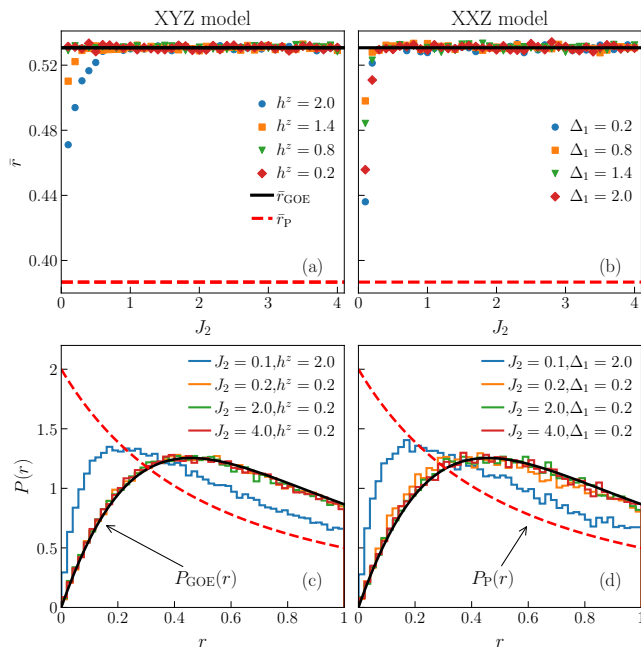 XYZ model
XXZ model
r̄
0.52
0.48
0.44
0.40
h^z = 2.0
h^z = 1.4
h^z = 0.8
h^z = 0.2
r̄_GOE
r̄_P
(a)
0 1 2 3 4
J_2
Δ_1 = 0.2
Δ_1 = 0.8
Δ_1 = 1.4
Δ_1 = 2.0
(b)
0 1 2 3 4
J_2
P(r)
2
1.5
1
0.5
0
J_2 = 0.1, h^z = 2.0
J_2 = 0.2, h^z = 0.2
J_2 = 2.0, h^z = 0.2
J_2 = 4.0, h^z = 0.2
P_GOE(r)
(c)
0 0.2 0.4 0.6 0.8 1
r
J_2 = 0.1, Δ_1 = 2.0
J_2 = 0.2, Δ_1 = 0.2
J_2 = 2.0, Δ_1 = 0.2
J_2 = 4.0, Δ_1 = 0.2
P_P(r)
(d)
0 0.2 0.4 0.6 0.8 1
r